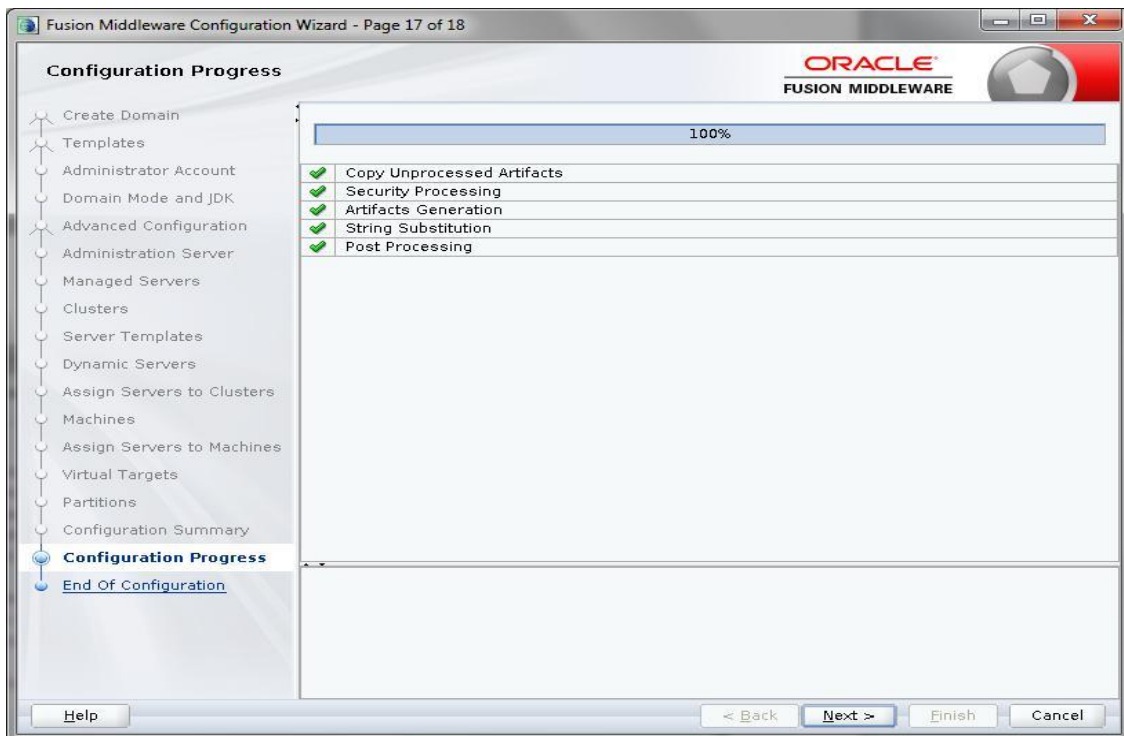 Fusion Middleware Configuration Wizard - Page 17 of 18
Configuration Progress
ORACLE
FUSION MIDDLEWARE
Create Domain
Templates
Administrator Account
Domain Mode and JDK
Advanced Configuration
Administration Server
Managed Servers
Clusters
Server Templates
Dynamic Servers
Assign Servers to Clusters
Machines
Assign Servers to Machines
Virtual Targets
Partitions
Configuration Summary
Configuration Progress
End Of Configuration
100%
Copy Unprocessed Artifacts
Security Processing
Artifacts Generation
String Substitution
Post Processing
Help
< Back
Next >
Finish
Cancel